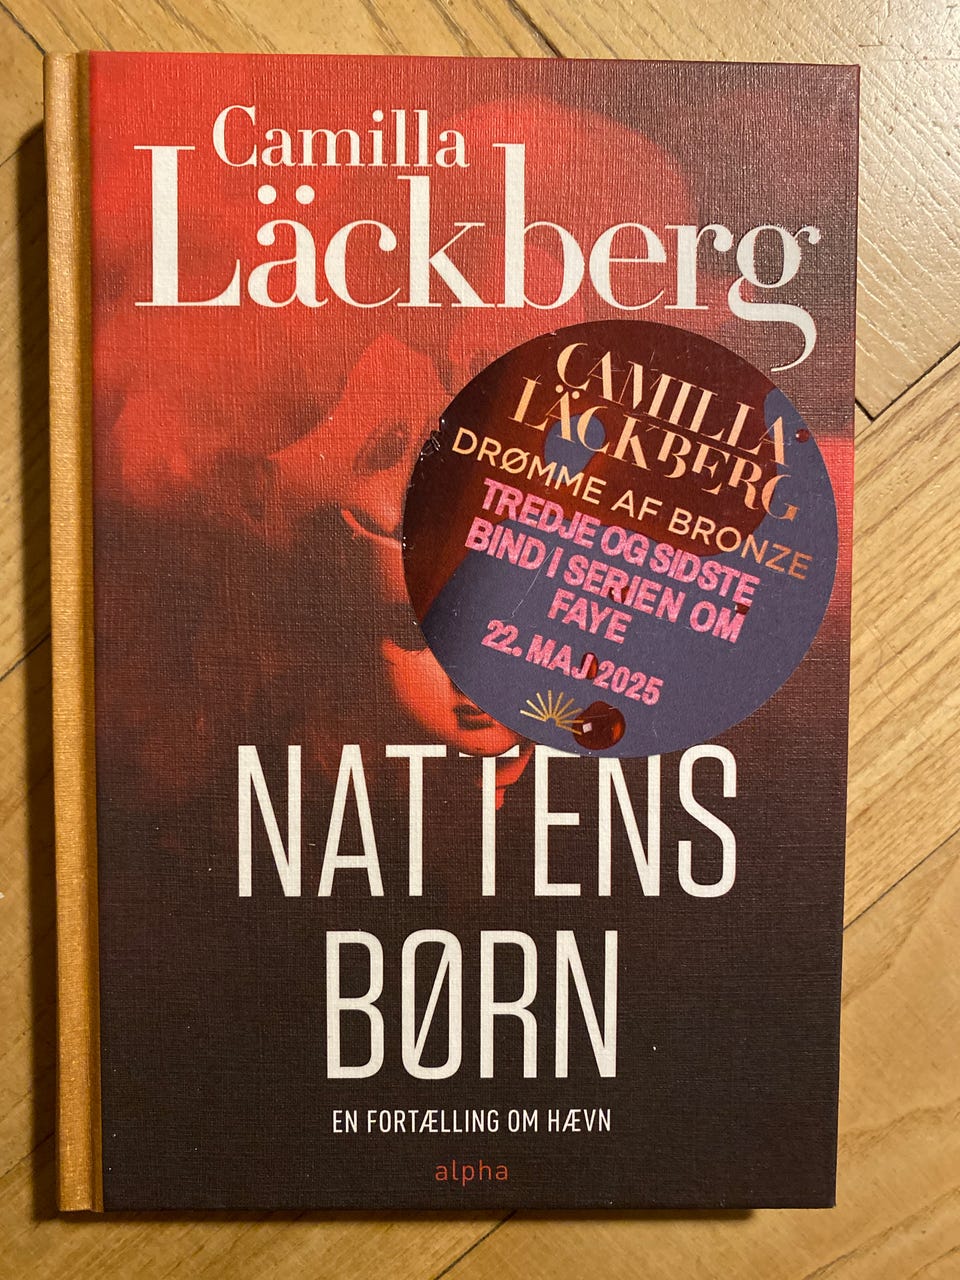 Camilla
Läckberg
CAMILLA
LÄCKBERG
DRØMME AF BRONZE
TREDJE OG SIDSTE
BIND I SERIEN OM
FAYE
22. MAJ 2025
NATTENS
BØRN
EN FORTÆLLING OM HÆVN
alpha